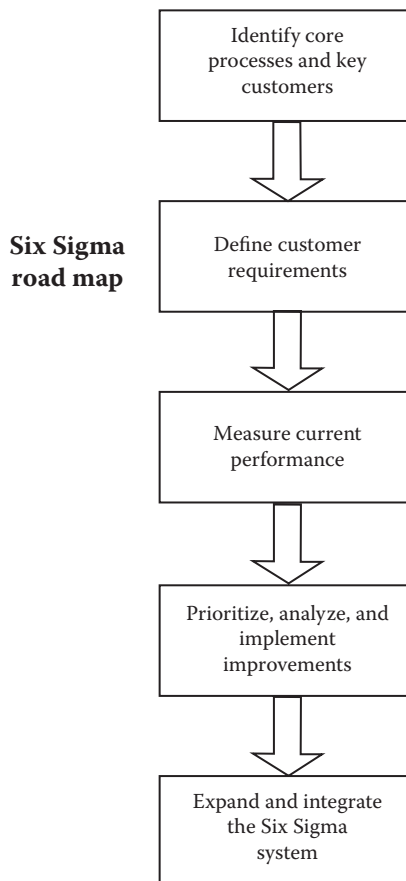 Identify core
processes and key
customers
Six Sigma
road map
Define customer
requirements
Measure current
performance
Prioritize, analyze, and
implement
improvements
Expand and integrate
the Six Sigma
system